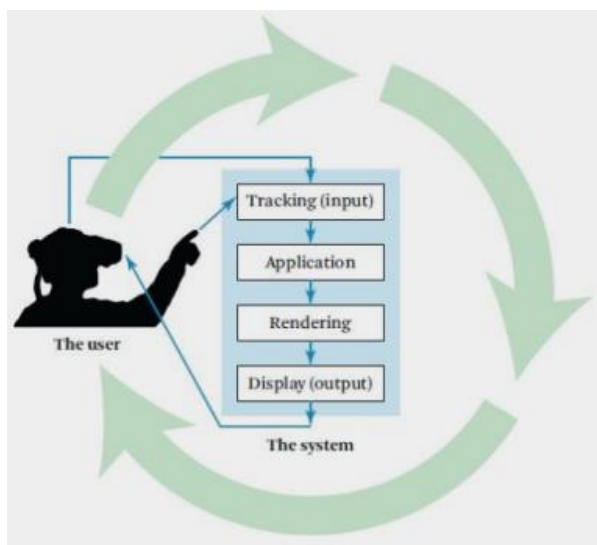 Tracking (input)
Application
Rendering
Display (output)
The user
The system